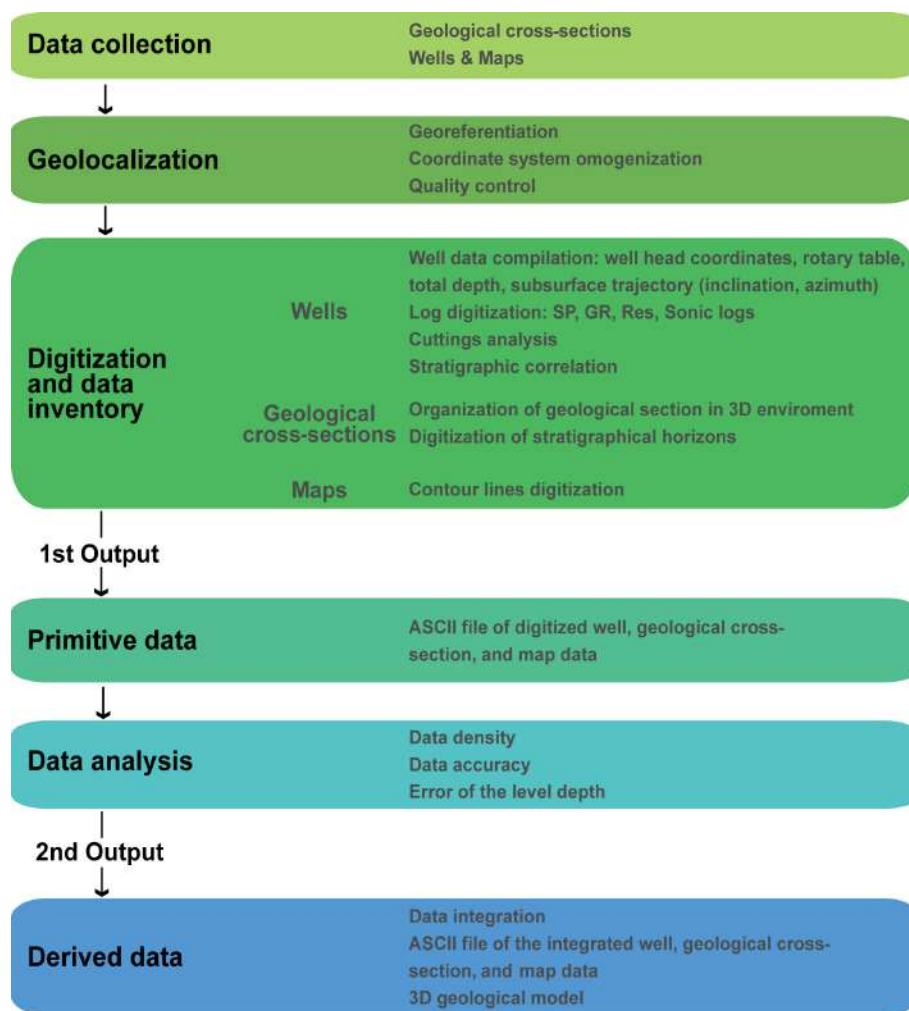 Data collection
Geological cross-sections
Wells & Maps
Geolocalization
Georeferentiation
Coordinate system omogenization
Quality control
Digitization
and data
inventory
Wells
Well data compilation: well head coordinates, rotary table,
total depth, subsurface trajectory (inclination, azimuth)
Log digitization: SP, GR, Res, Sonic logs
Cuttings analysis
Stratigraphic correlation
Geological
cross-sections
Organization of geological section in 3D enviroment
Digitization of stratigraphical horizons
Maps
Contour lines digitization
1st Output
Primitive data
ASCII file of digitized well, geological cross-
section, and map data
Data analysis
Data density
Data accuracy
Error of the level depth
2nd Output
Derived data
Data integration
ASCII file of the integrated well, geological cross-
section, and map data
3D geological model